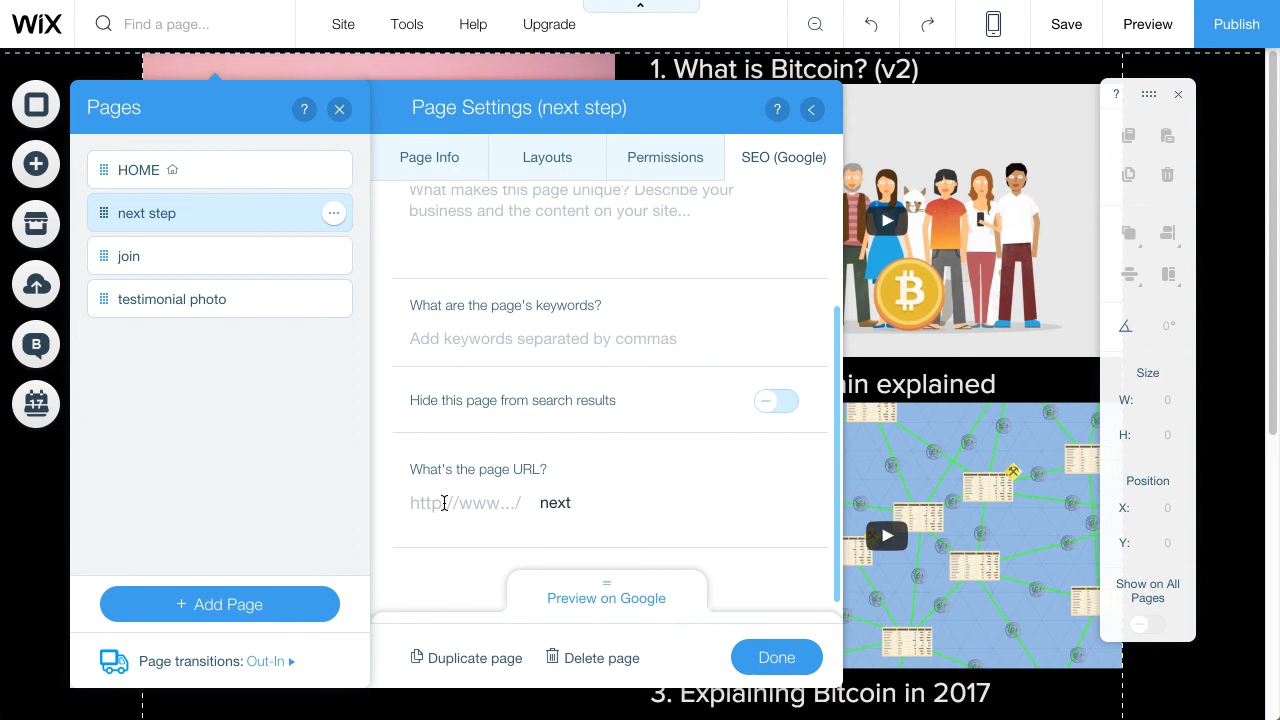 WiX
Find a page...
Site
Tools
Help
Upgrade
Save
Preview
Publish
1. What is Bitcoin? (v2)
Pages
?
Page Settings (next step)
?
?
Page Info
Layouts
Permissions
SEO (Google)
HOME
next step
join
testimonial photo
What makes this page unique? Describe your
business and the content on your site...
What are the page's keywords?
Add keywords separated by commas
Hide this page from search results
What's the page URL?
http://www.../ next
Preview on Google
+ Add Page
Page transitions: Out-In
Duplicate page
Delete page
Done
B
17
B
in explained
3. Explaining Bitcoin in 2017
0°
Size
W: 0
H: 0
Position
X: 0
Y: 0
Show on All
Pages